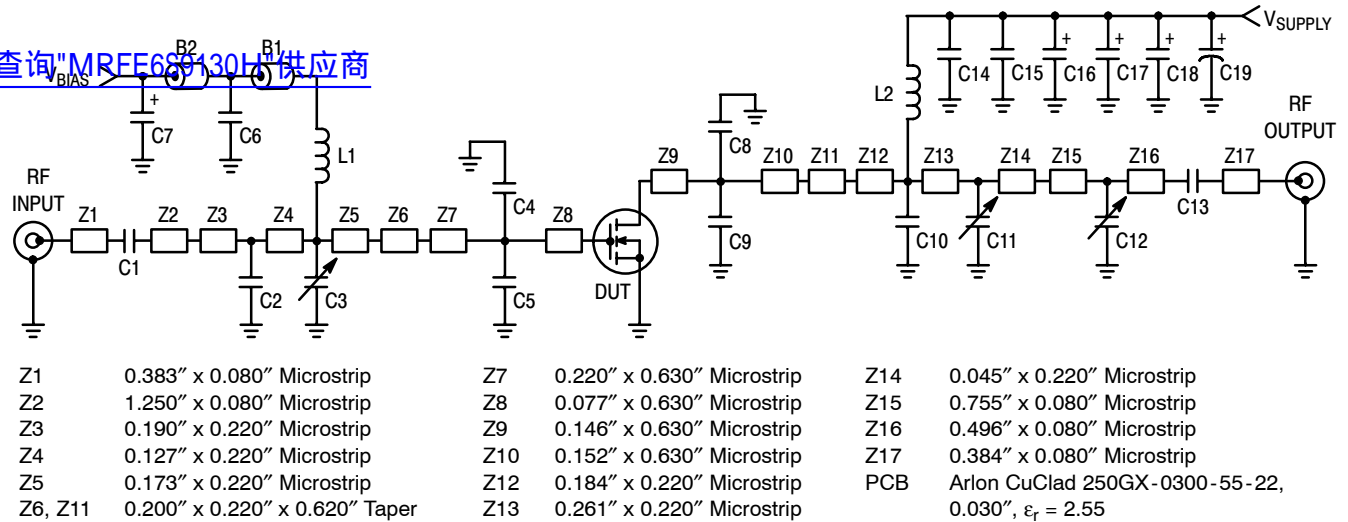 查询"MRFE6S9130H"供应商
VBIAS
B2
B1
+
C7
C6
L1
RF
INPUT
Z1
C1
Z2
Z3
C2
Z4
C3
Z5
Z6
Z7
C4
C5
Z8
DUT
Z9
C8
C9
Z10
Z11
Z12
L2
C10
Z13
C11
Z14
Z15
C12
Z16
C13
Z17
RF
OUTPUT
VSUPPLY
C14
C15
+
C16
+
C17
+
C18
+
C19
Z1 0.383″ x 0.080″ Microstrip
Z2 1.250″ x 0.080″ Microstrip
Z3 0.190″ x 0.220″ Microstrip
Z4 0.127″ x 0.220″ Microstrip
Z5 0.173″ x 0.220″ Microstrip
Z6, Z11 0.200″ x 0.220″ x 0.620″ Taper
Z7 0.220″ x 0.630″ Microstrip
Z8 0.077″ x 0.630″ Microstrip
Z9 0.146″ x 0.630″ Microstrip
Z10 0.152″ x 0.630″ Microstrip
Z12 0.184″ x 0.220″ Microstrip
Z13 0.261″ x 0.220″ Microstrip
Z14 0.045″ x 0.220″ Microstrip
Z15 0.755″ x 0.080″ Microstrip
Z16 0.496″ x 0.080″ Microstrip
Z17 0.384″ x 0.080″ Microstrip
PCB Arlon CuClad 250GX-0300-55-22,
0.030″, εr = 2.55